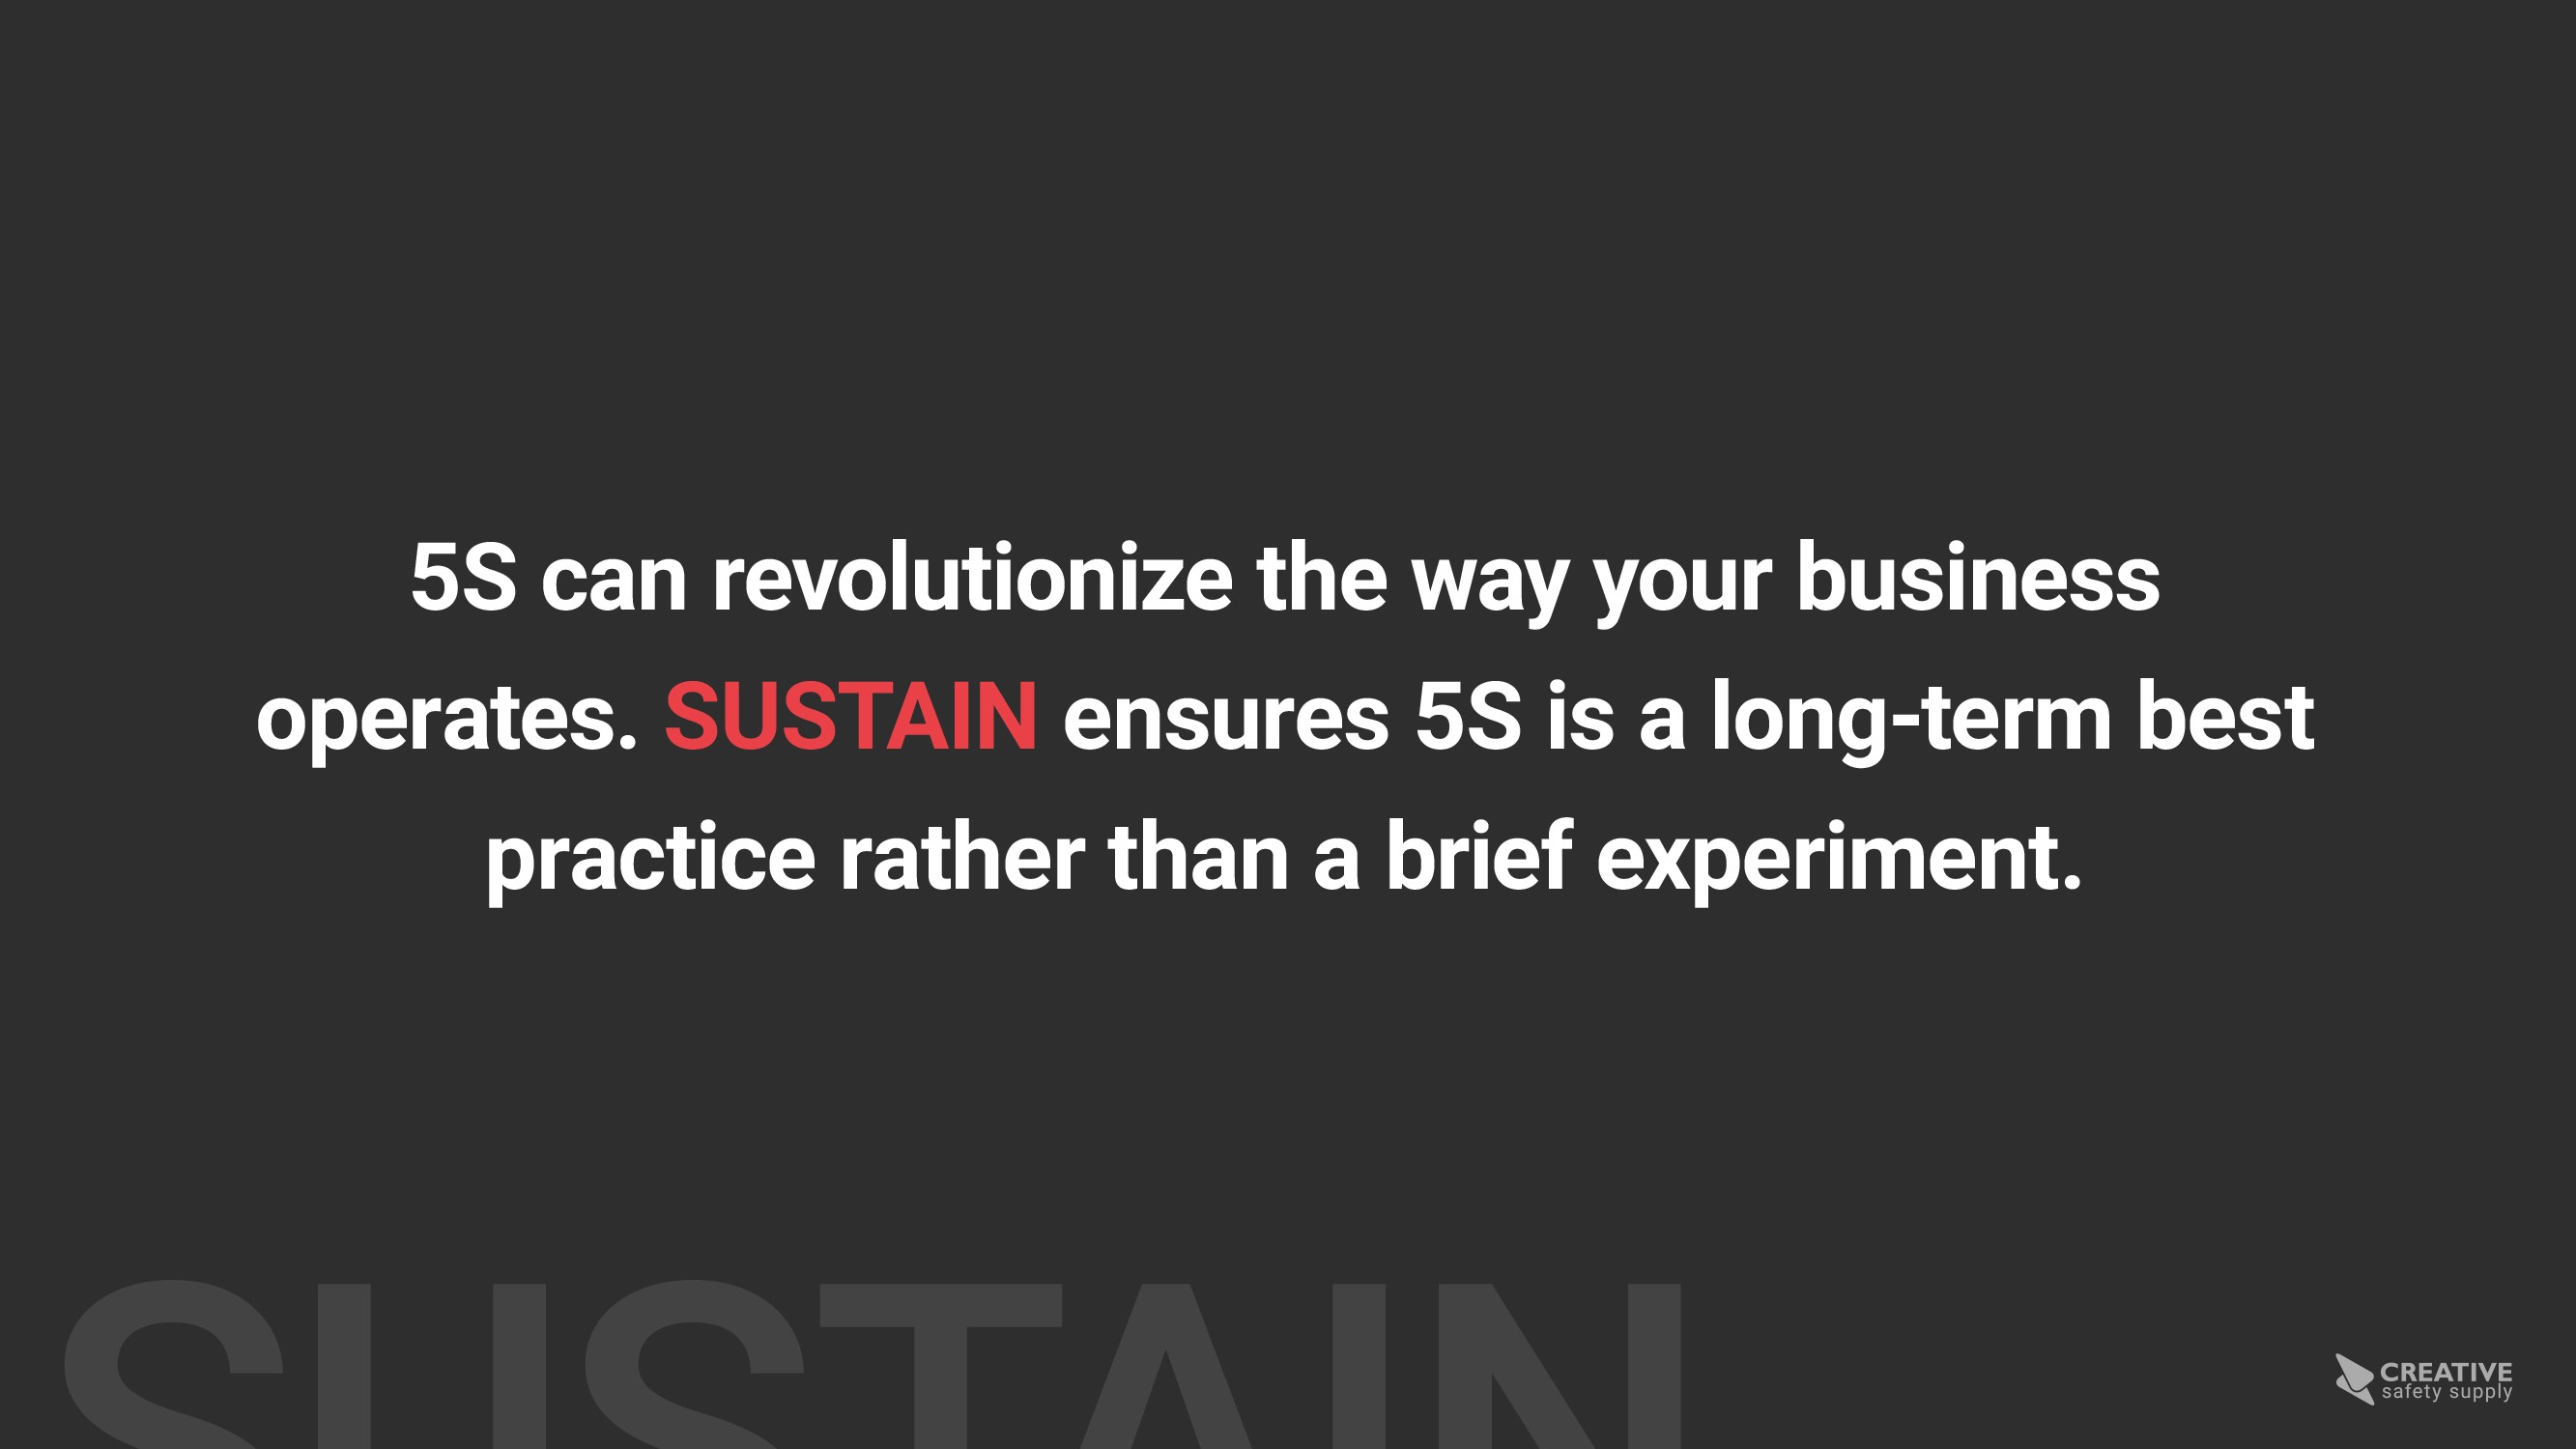 5S can revolutionize the way your business
operates. SUSTAIN ensures 5S is a long-term best
practice rather than a brief experiment.
SUSTAIN
CREATIVE
safety supply